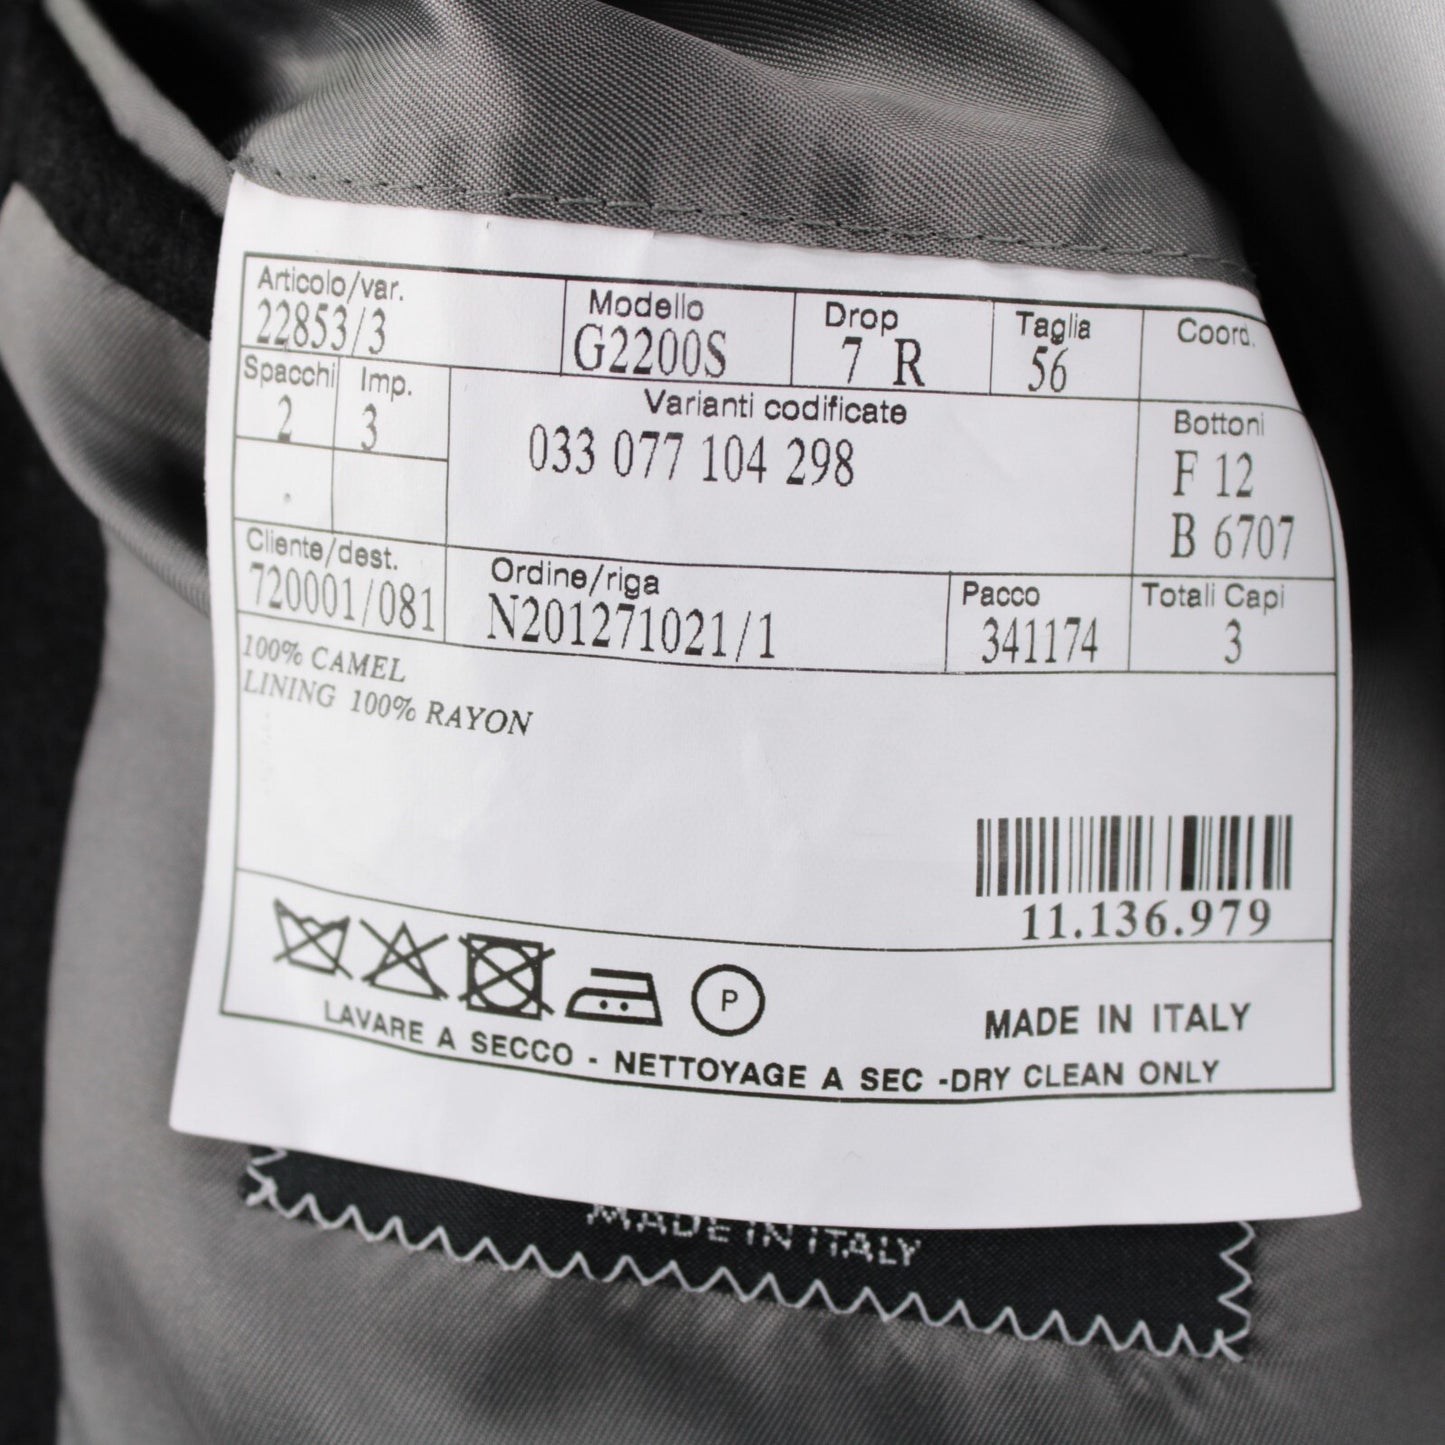 Articolo/var. Modello Drop Taglia Coord.
22853/3 G2200S 7 R 56
Spacchi Imp. Varianti codificate Bottoni
2 3 033 077 104 298 F 12
B 6707
Cliente/dest. Ordine/riga Pacco Totali Capi
720001/081 N201271021/1 341174 3
100% CAMEL
LINING 100% RAYON
11.136.979
P
MADE IN ITALY
LAVARE A SECCO - NETTOYAGE A SEC -DRY CLEAN ONLY
MADE IN ITALY